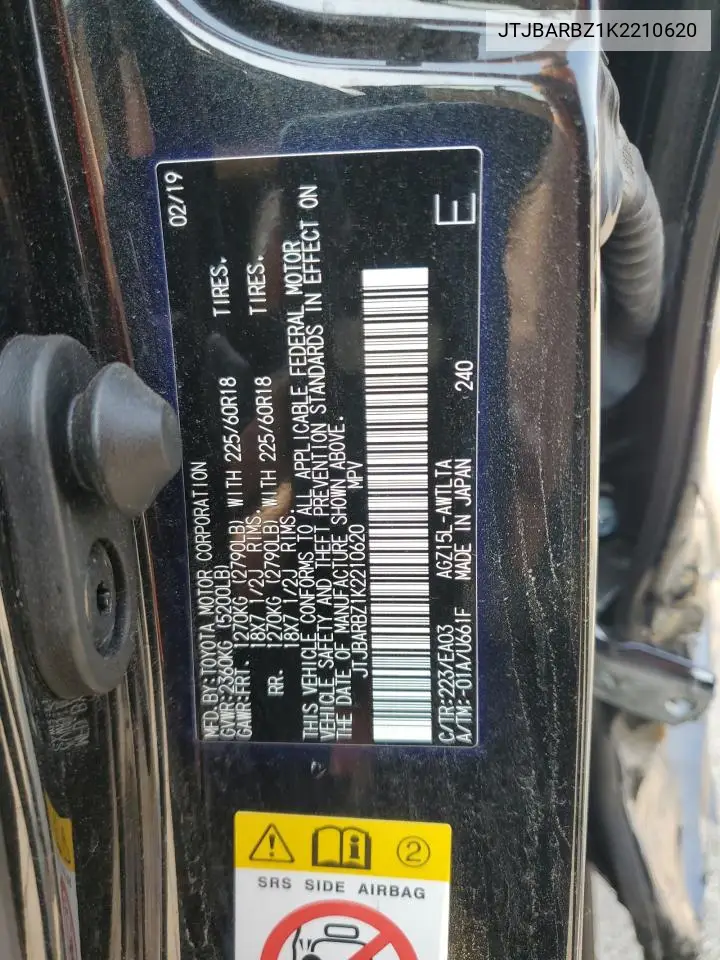 JTJBARBZ1K2210620
MFD.BY:TOYOTA MOTOR CORPORATION 02/19
GVWR:2360KG (5200LB)
GAWR:FRT. 1270KG (2790LB) WITH 225/60R18 TIRES.
18X7 1/2J RIMS.
RR. 1270KG (2790LB) WITH 225/60R18 TIRES.
18X7 1/2J RIMS.
THIS VEHICLE CONFORMS TO ALL APPLICABLE FEDERAL MOTOR
VEHICLE SAFETY AND THEFT PREVENTION STANDARDS IN EFFECT ON
THE DATE OF MANUFACTURE SHOWN ABOVE.
JTJBARBZ1K2210620 MPV
C/TR:223/EA03 AGZ15L-AWTLTA
A/TM:-01A/U661F MADE IN JAPAN 240
E
2
SRS SIDE AIRBAG